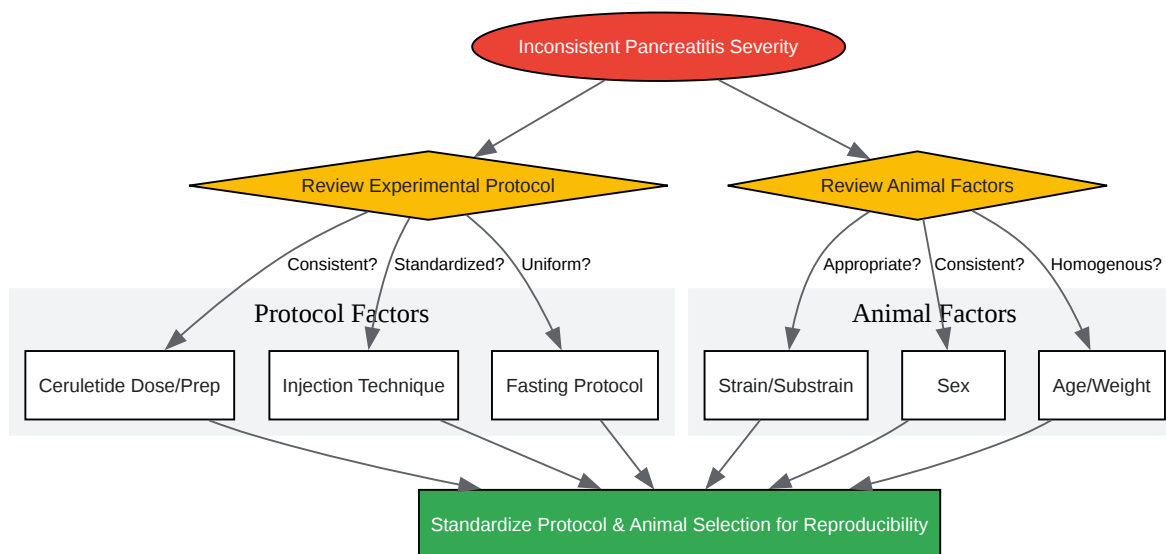 Inconsistent Pancreatitis Severity
Review Experimental Protocol
Review Animal Factors
Consistent?
Standardized?
Uniform?
Appropriate?
Consistent?
Homogenous?
Protocol Factors
Animal Factors
Ceruletide Dose/Prep
Injection Technique
Fasting Protocol
Strain/Substrain
Sex
Age/Weight
Standardize Protocol & Animal Selection for Reproducibility